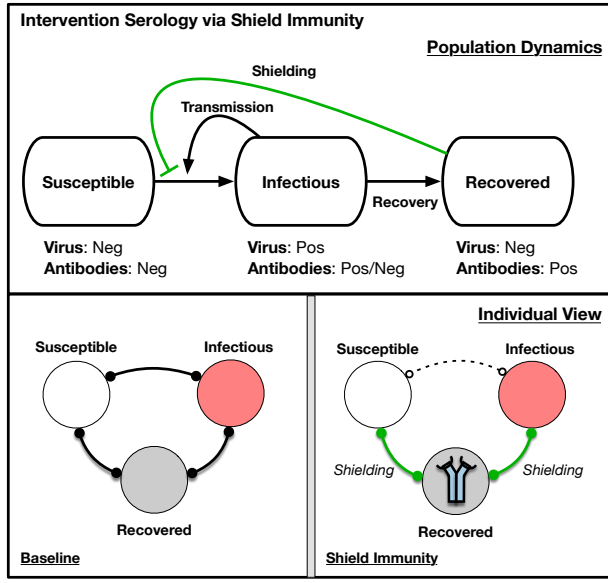 Intervention Serology via Shield Immunity
Population Dynamics
Shielding
Transmission
Susceptible
Infectious
Recovered
Recovery
Virus: Neg
Antibodies: Neg
Virus: Pos
Antibodies: Pos/Neg
Virus: Neg
Antibodies: Pos
Individual View
Susceptible
Infectious
Recovered
Baseline
Susceptible
Infectious
Shielding
Shielding
Recovered
Shield Immunity